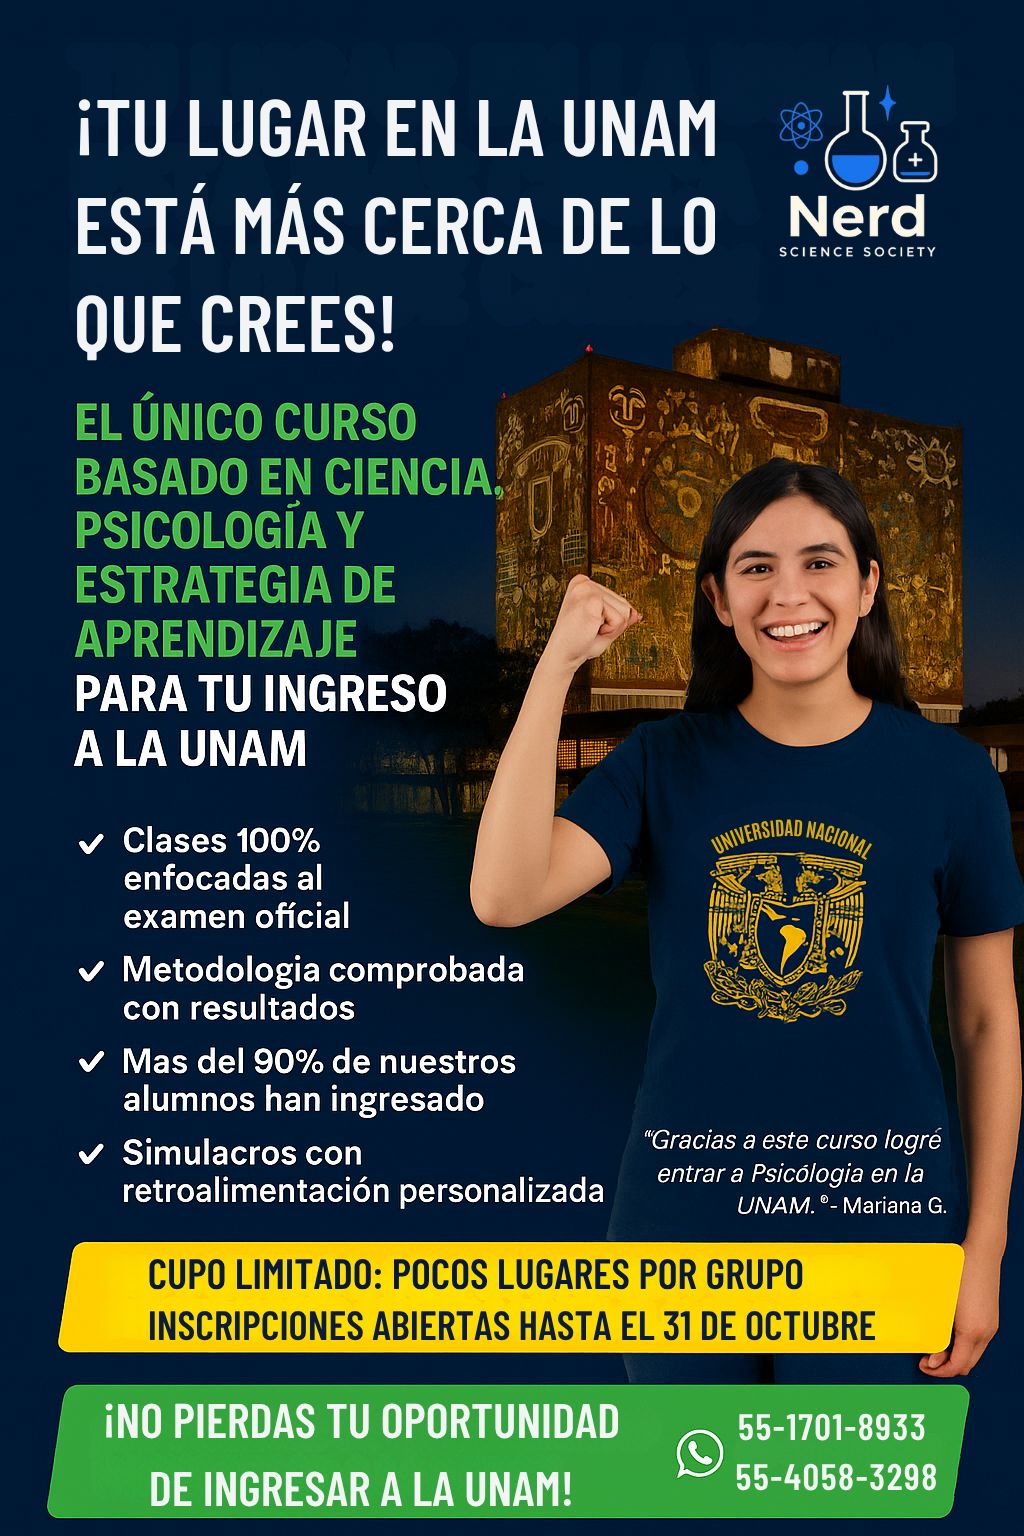 ¡TU LUGAR EN LA UNAM
ESTÁ MÁS CERCA DE LO
QUE CREES!
Nerd
SCIENCE SOCIETY
EL ÚNICO CURSO
BASADO EN CIENCIA,
PSICOLOGÍA Y
ESTRATEGIA DE
APRENDIZAJE
PARA TU INGRESO
A LA UNAM
Clases 100%
enfocadas al
examen oficial
Metodologia comprobada
con resultados
Mas del 90% de nuestros
alumnos han ingresado
Simulacros con
retroalimentación personalizada
UNIVERSIDAD NACIONAL
“Gracias a este curso logré
entrar a Psicólogia en la
UNAM.®- Mariana G.
CUPO LIMITADO: POCOS LUGARES POR GRUPO
INSCRIPCIONES ABIERTAS HASTA EL 31 DE OCTUBRE
¡NO PIERDAS TU OPORTUNIDAD
DE INGRESAR A LA UNAM!
55-1701-8933
55-4058-3298